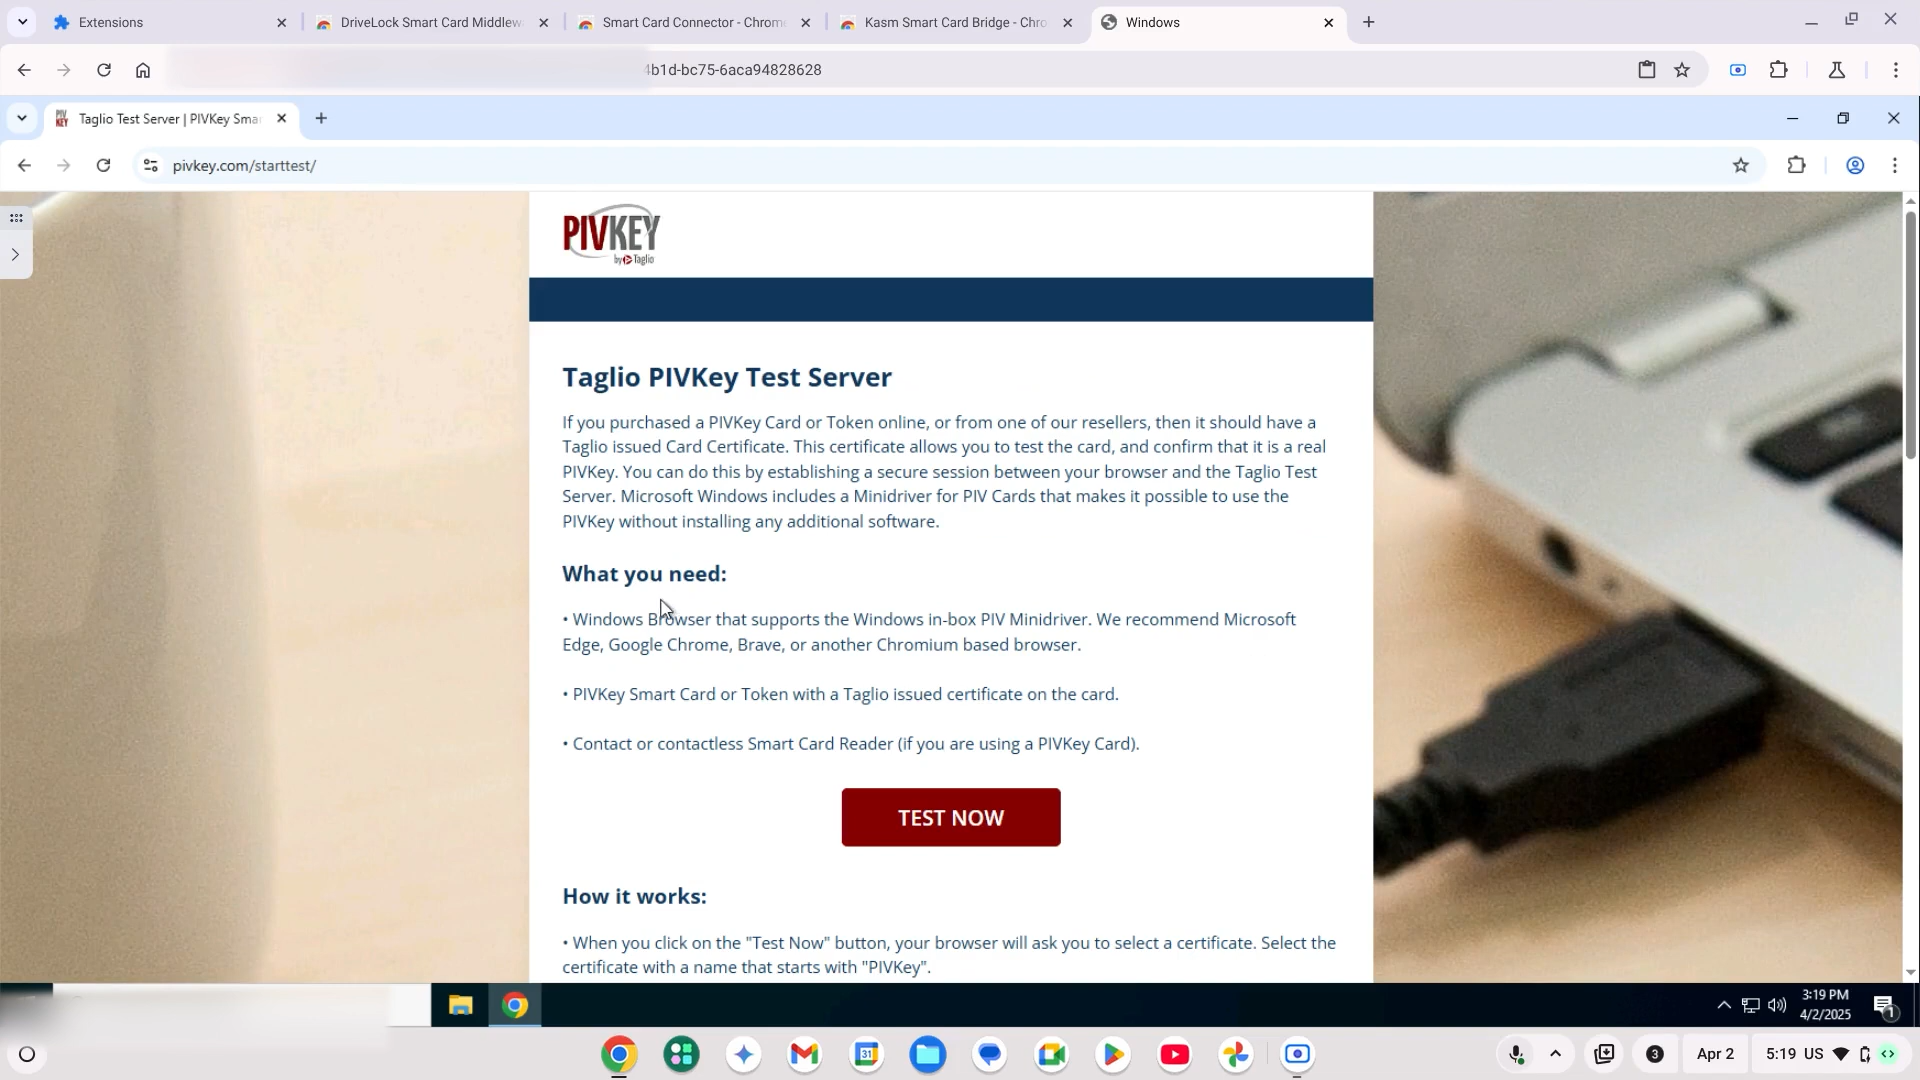 Extensions
DriveLock Smart Card Middlew
Smart Card Connector - Chrome
Kasm Smart Card Bridge - Chro
Windows
4b1d-bc75-6aca94828628
PIV KEY
Taglio Test Server | PIVKey Smar
pivkey.com/starttest/
PIVKEY
by Taglio
Taglio PIVKey Test Server
If you purchased a PIVKey Card or Token online, or from one of our resellers, then it should have a
Taglio issued Card Certificate. This certificate allows you to test the card, and confirm that it is a real
PIVKey. You can do this by establishing a secure session between your browser and the Taglio Test
Server. Microsoft Windows includes a Minidriver for PIV Cards that makes it possible to use the
PIVKey without installing any additional software.
What you need:
• Windows Browser that supports the Windows in-box PIV Minidriver. We recommend Microsoft
Edge, Google Chrome, Brave, or another Chromium based browser.
• PIVKey Smart Card or Token with a Taglio issued certificate on the card.
• Contact or contactless Smart Card Reader (if you are using a PIVKey Card).
TEST NOW
How it works:
• When you click on the "Test Now" button, your browser will ask you to select a certificate. Select the
certificate with a name that starts with "PIVKey".
3:19 PM
4/2/2025
1
31
3
Apr 2
5:19 US